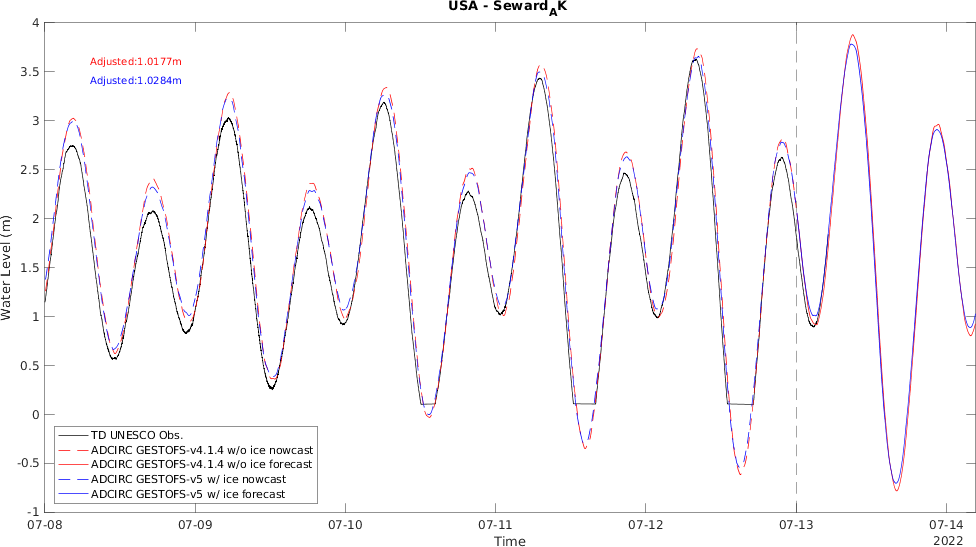 USA - Seward_AK
Adjusted:1.0177m
Adjusted:1.0284m
4
3.5
3
2.5
2
1.5
1
0.5
0
-0.5
-1
Water Level (m)
TD UNESCO Obs.
ADCIRC GESTOFS-v4.1.4 w/o ice nowcast
ADCIRC GESTOFS-v4.1.4 w/o ice forecast
ADCIRC GESTOFS-v5 w/ ice nowcast
ADCIRC GESTOFS-v5 w/ ice forecast
07-08 07-09 07-10 07-11 07-12 07-13 07-14
Time
2022